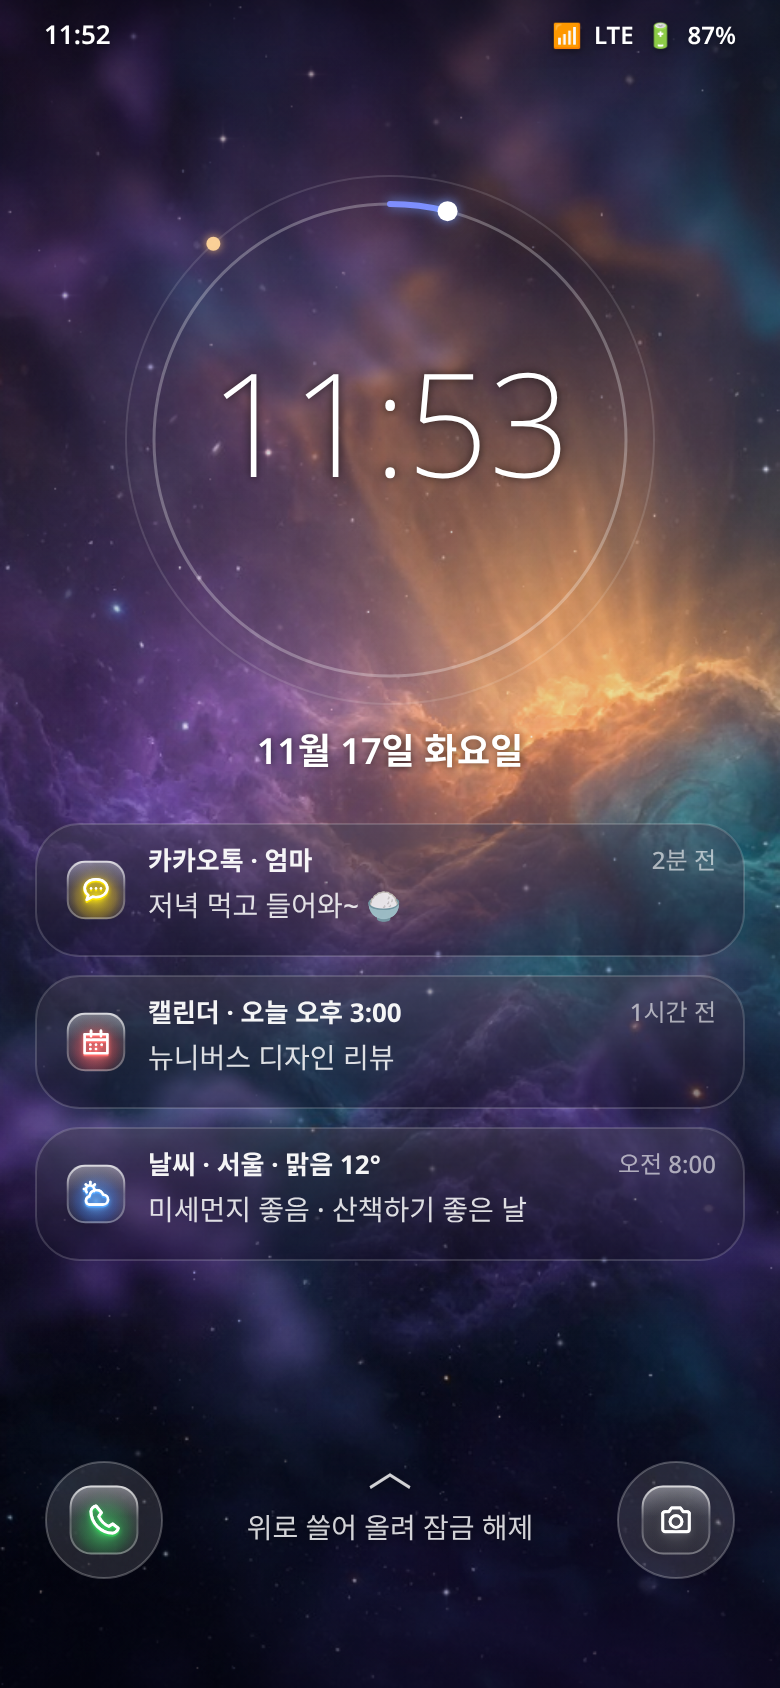 11:52 LTE 87%
11:53
11월 17일 화요일
카카오톡 · 엄마 2분 전
저녁 먹고 들어와~ 🍚
캘린더 · 오늘 오후 3:00 1시간 전
뉴니버스 디자인 리뷰
날씨 · 서울 · 맑음 12° 오전 8:00
미세먼지 좋음 · 산책하기 좋은 날
위로 쓸어 올려 잠금 해제